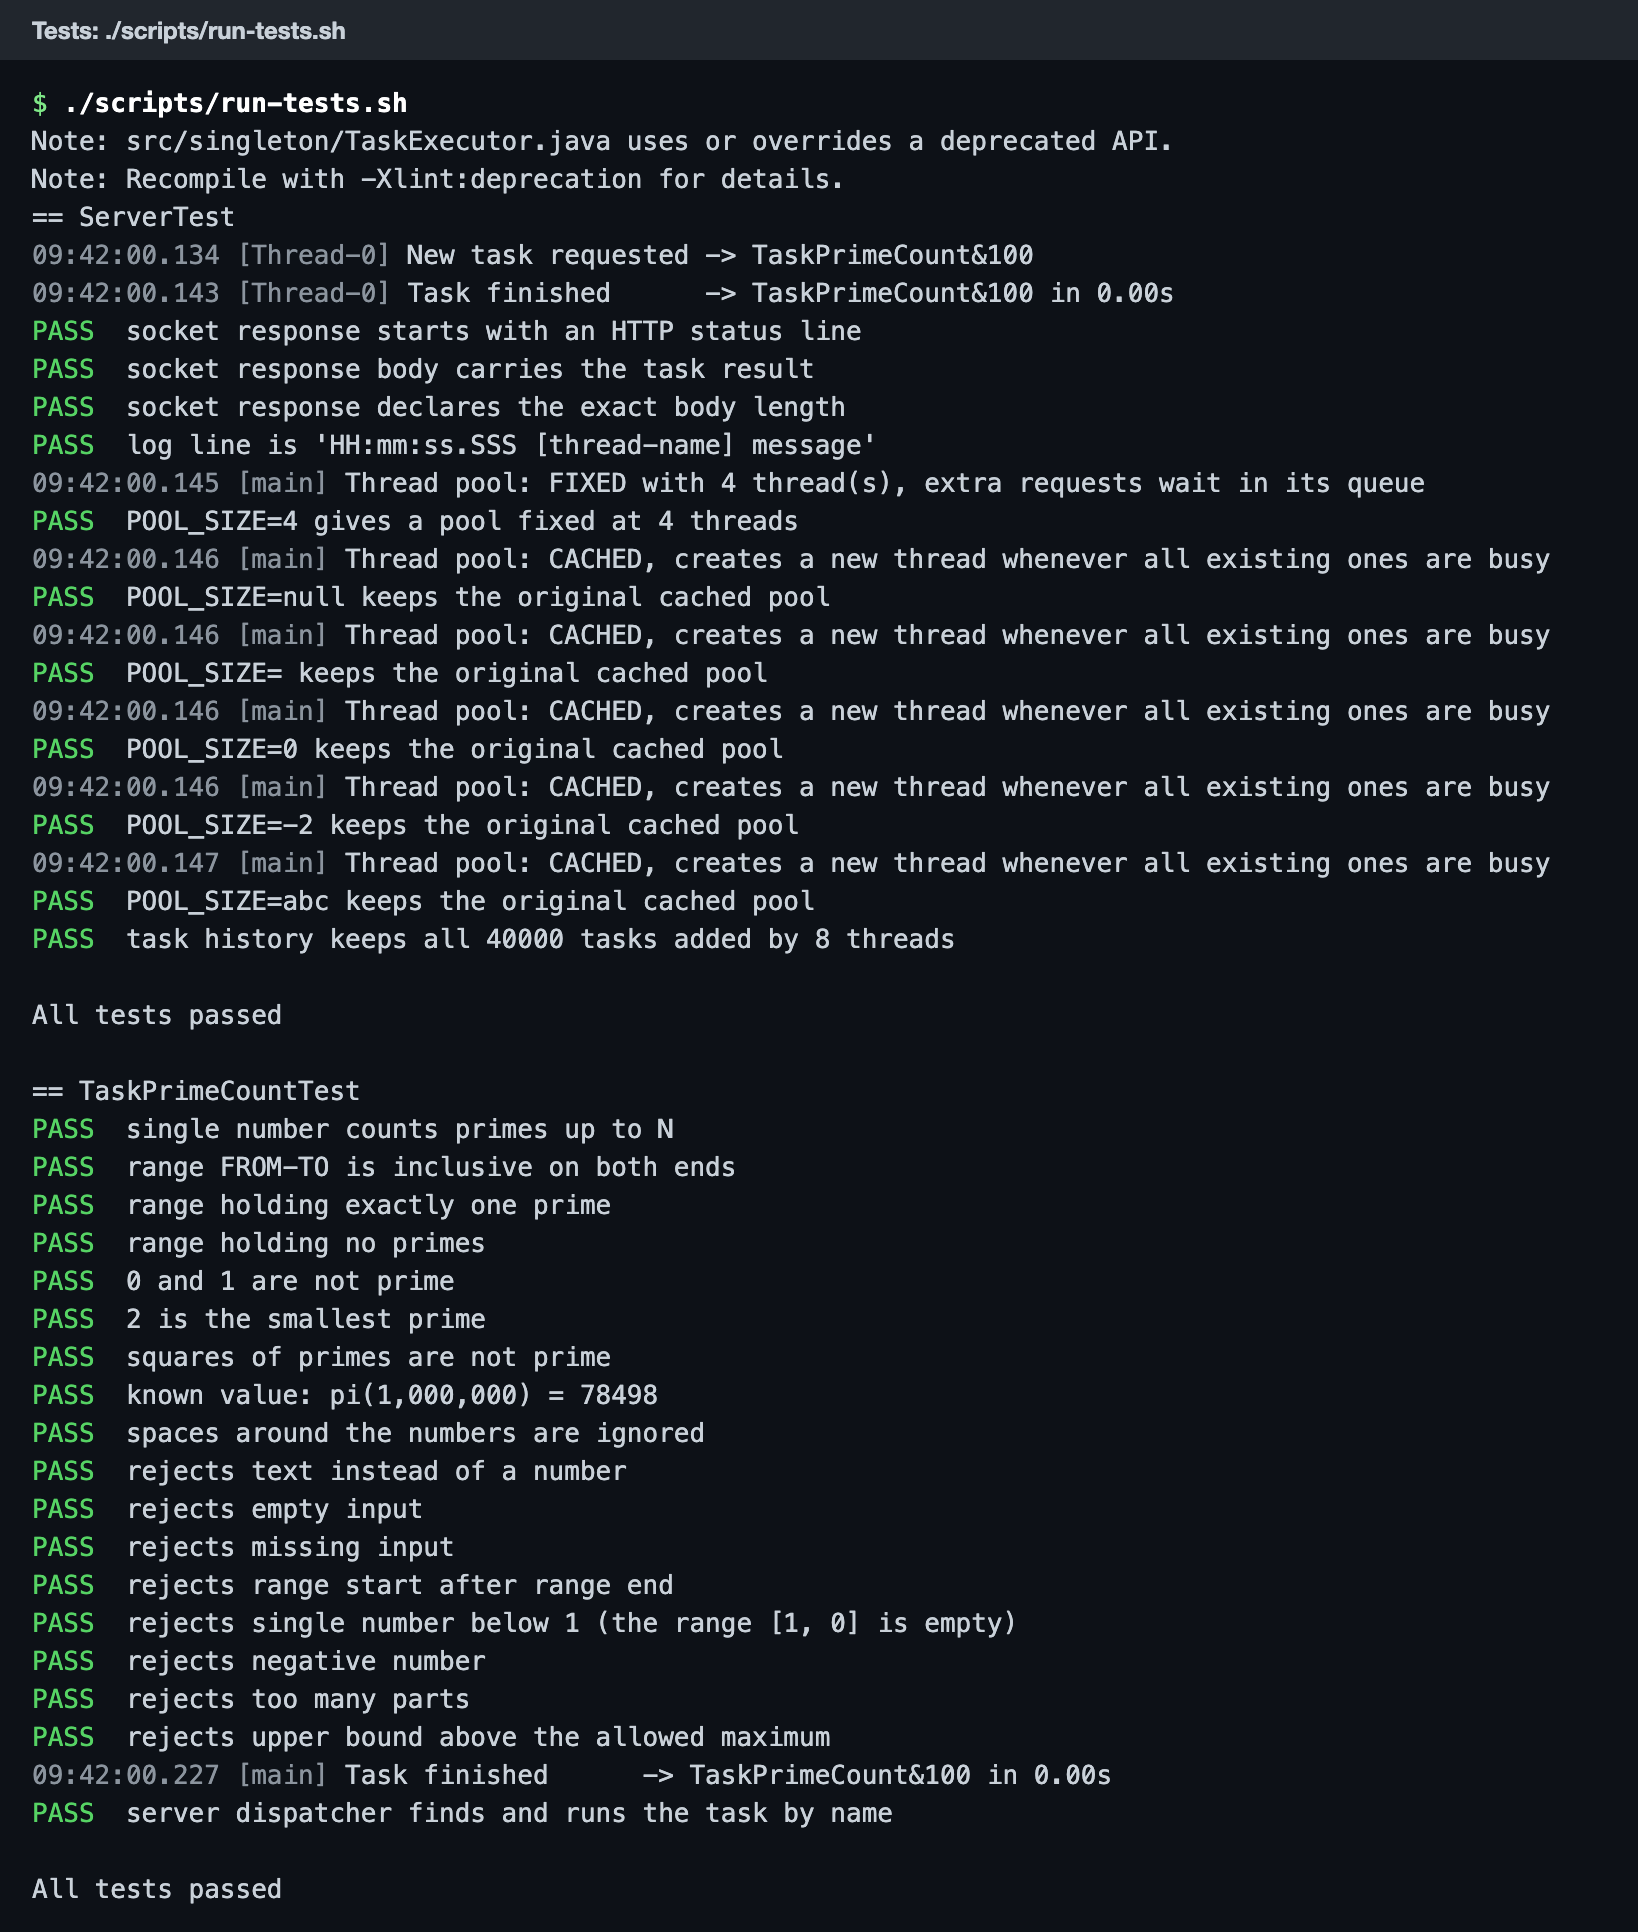 Tests: ./scripts/run-tests.sh
$ ./scripts/run-tests.sh
Note: src/singleton/TaskExecutor.java uses or overrides a deprecated API.
Note: Recompile with -Xlint:deprecation for details.
== ServerTest
09:42:00.134 [Thread-0] New task requested -> TaskPrimeCount&100
09:42:00.143 [Thread-0] Task finished      -> TaskPrimeCount&100 in 0.00s
PASS  socket response starts with an HTTP status line
PASS  socket response body carries the task result
PASS  socket response declares the exact body length
PASS  log line is 'HH:mm:ss.SSS [thread-name] message'
09:42:00.145 [main] Thread pool: FIXED with 4 thread(s), extra requests wait in its queue
PASS  POOL_SIZE=4 gives a pool fixed at 4 threads
09:42:00.146 [main] Thread pool: CACHED, creates a new thread whenever all existing ones are busy
PASS  POOL_SIZE=null keeps the original cached pool
09:42:00.146 [main] Thread pool: CACHED, creates a new thread whenever all existing ones are busy
PASS  POOL_SIZE= keeps the original cached pool
09:42:00.146 [main] Thread pool: CACHED, creates a new thread whenever all existing ones are busy
PASS  POOL_SIZE=0 keeps the original cached pool
09:42:00.146 [main] Thread pool: CACHED, creates a new thread whenever all existing ones are busy
PASS  POOL_SIZE=-2 keeps the original cached pool
09:42:00.147 [main] Thread pool: CACHED, creates a new thread whenever all existing ones are busy
PASS  POOL_SIZE=abc keeps the original cached pool
PASS  task history keeps all 40000 tasks added by 8 threads
All tests passed
== TaskPrimeCountTest
PASS  single number counts primes up to N
PASS  range FROM-TO is inclusive on both ends
PASS  range holding exactly one prime
PASS  range holding no primes
PASS  0 and 1 are not prime
PASS  2 is the smallest prime
PASS  squares of primes are not prime
PASS  known value: pi(1,000,000) = 78498
PASS  spaces around the numbers are ignored
PASS  rejects text instead of a number
PASS  rejects empty input
PASS  rejects missing input
PASS  rejects range start after range end
PASS  rejects single number below 1 (the range [1, 0] is empty)
PASS  rejects negative number
PASS  rejects too many parts
PASS  rejects upper bound above the allowed maximum
09:42:00.227 [main] Task finished      -> TaskPrimeCount&100 in 0.00s
PASS  server dispatcher finds and runs the task by name
All tests passed